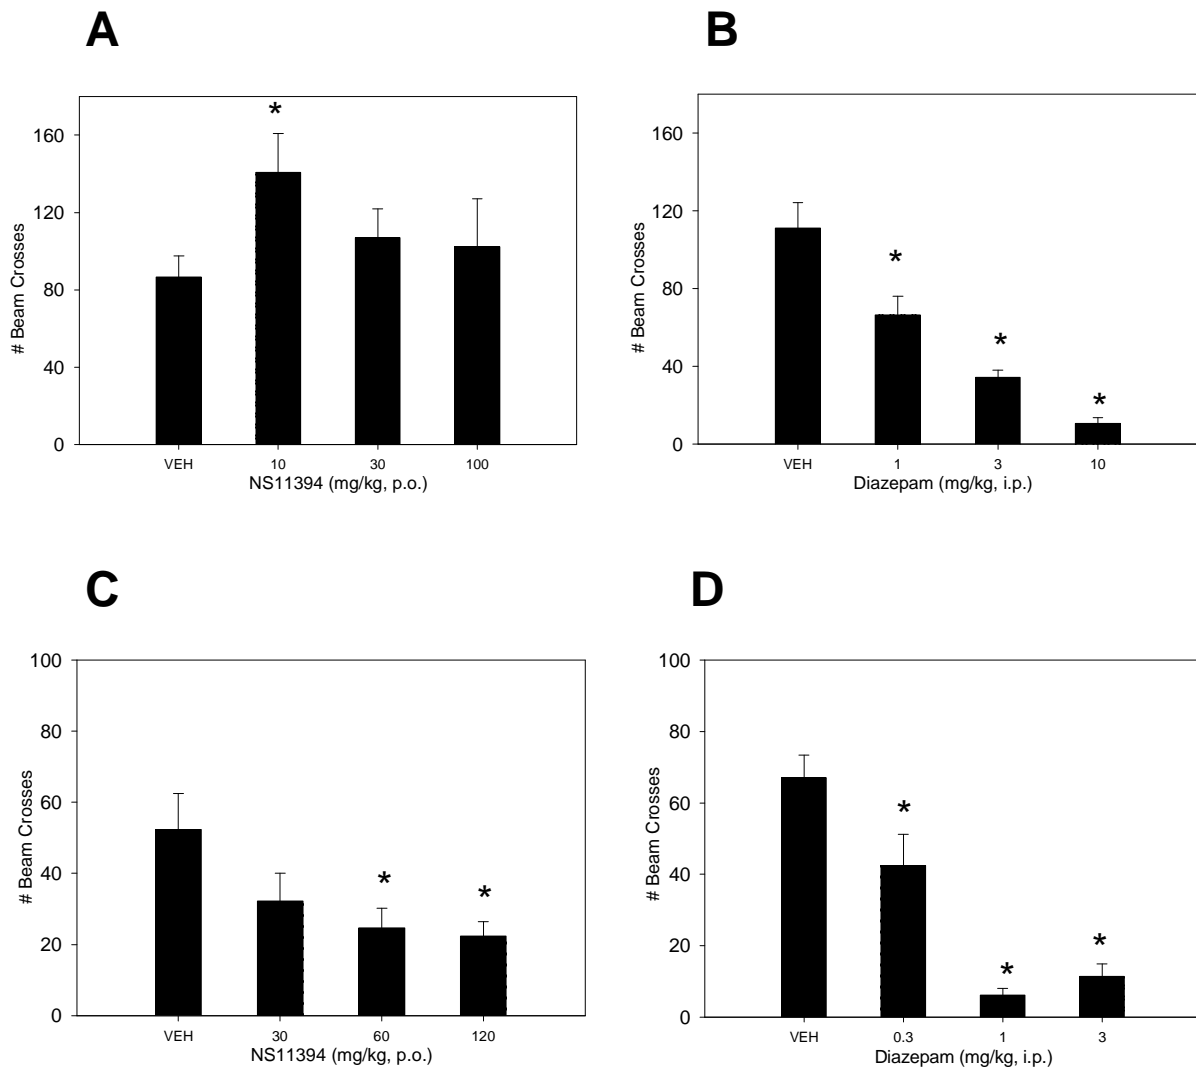 A
B
160
120
80
40
0
# Beam Crosses
*
VEH
10
30
100
NS11394 (mg/kg, p.o.)
160
120
80
40
0
# Beam Crosses
*
*
*
VEH
1
3
10
Diazepam (mg/kg, i.p.)
C
D
100
80
60
40
20
0
# Beam Crosses
*
*
VEH
30
60
120
NS11394 (mg/kg, p.o.)
100
80
60
40
20
0
# Beam Crosses
*
*
*
VEH
0.3
1
3
Diazepam (mg/kg, i.p.)